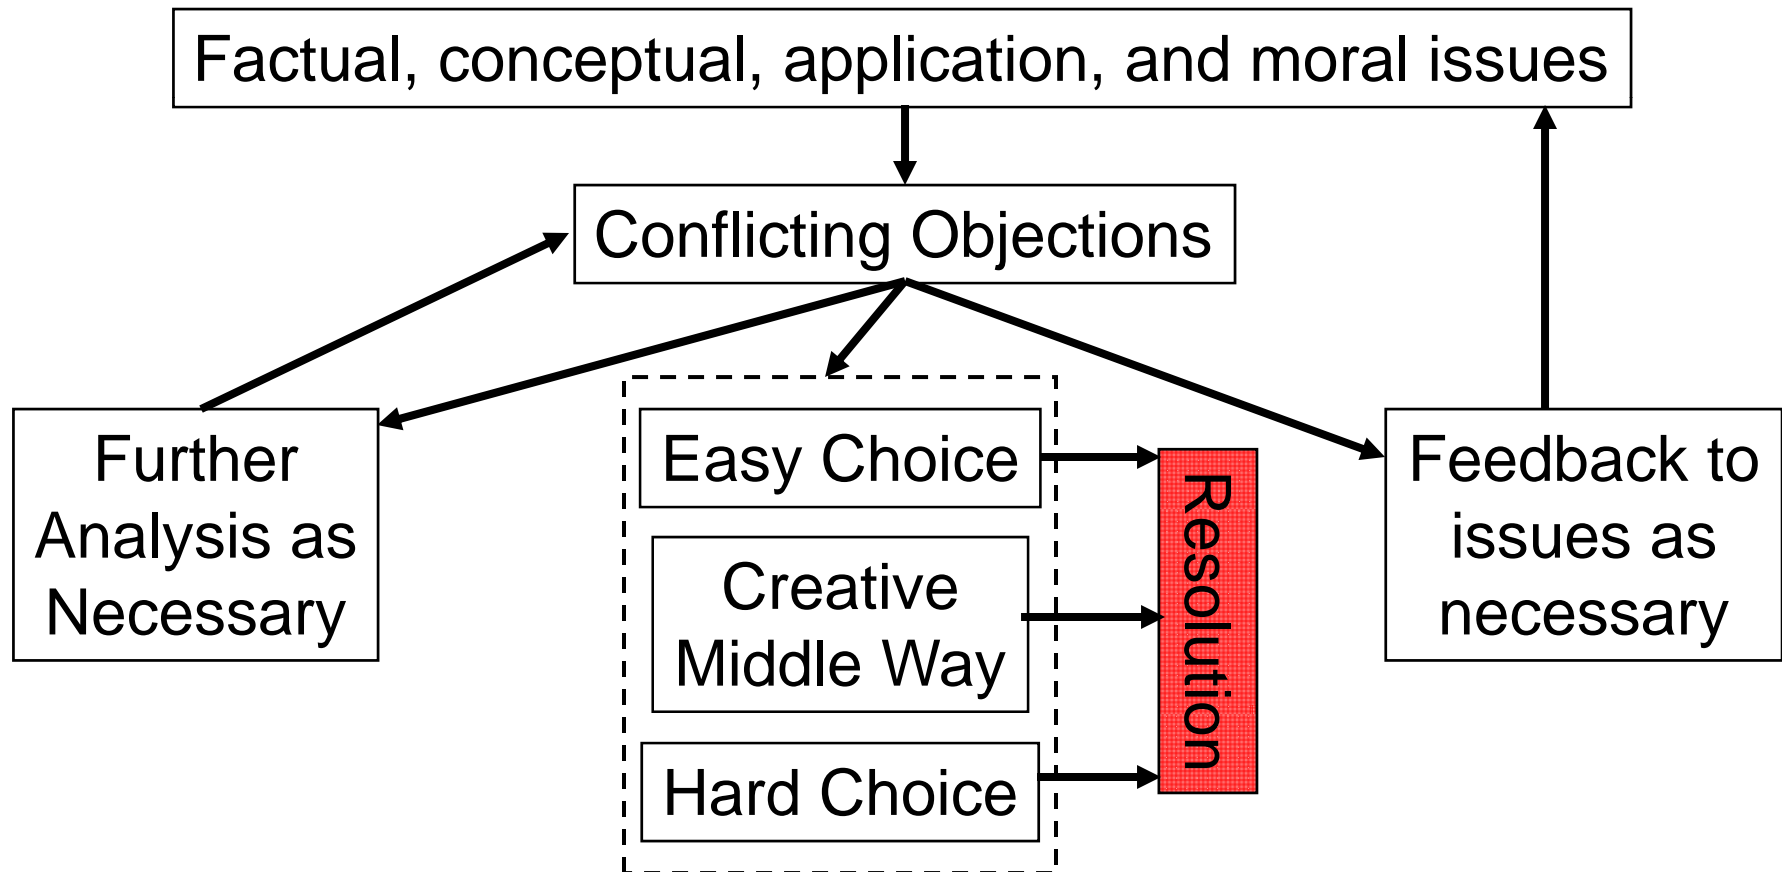 Factual, conceptual, application, and moral issues
Conflicting Objections
Further
Analysis as
Necessary
Easy Choice
Creative
Middle Way
Hard Choice
Resolution
Feedback to
issues as
necessary